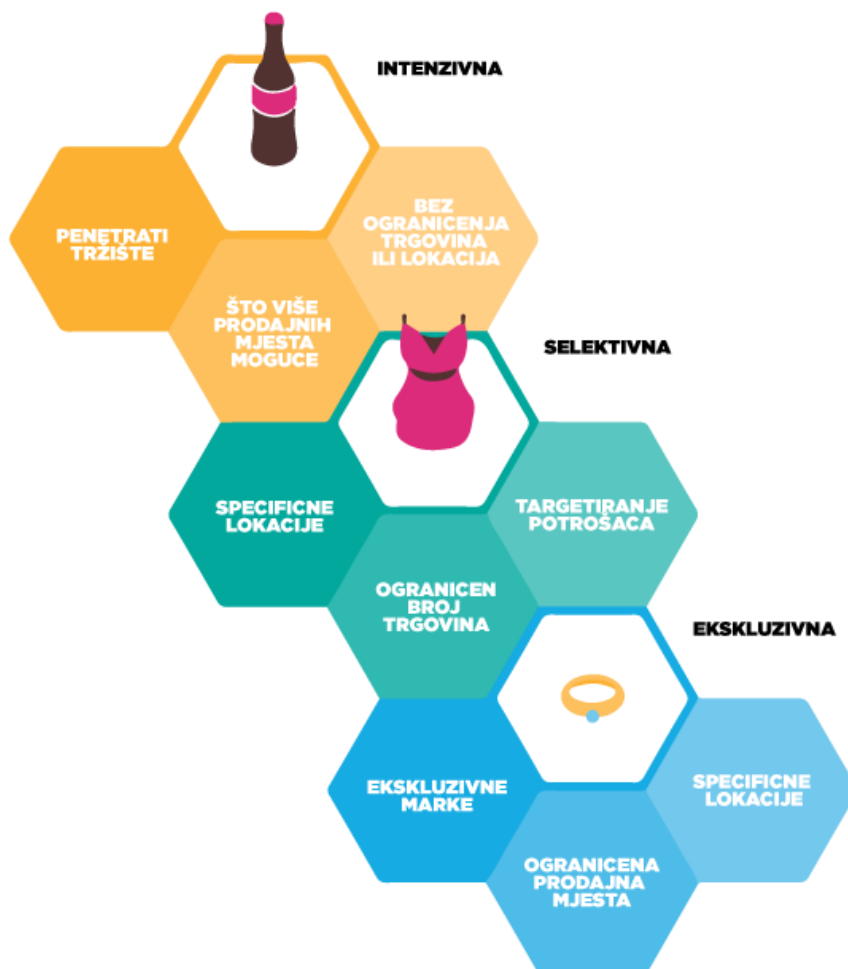 INTENZIVNA
PENETRATI
TRŽIŠTE
BEZ
OGRANICENJA
TRGOVINA
ILI LOKACIJA
ŠTO VIŠE
PRODAJNIH
MJESTA
MOGUCE
SELEKTIVNA
SPECIFICNE
LOKACIJE
TARGETIRANJE
POTROŠACA
OGRANICEN
BROJ
TRGOVINA
EKSKLUZIVNA
EKSKLUZIVNE
MARKE
SPECIFICNE
LOKACIJE
OGRANICENA
PRODAJNA
MJESTA